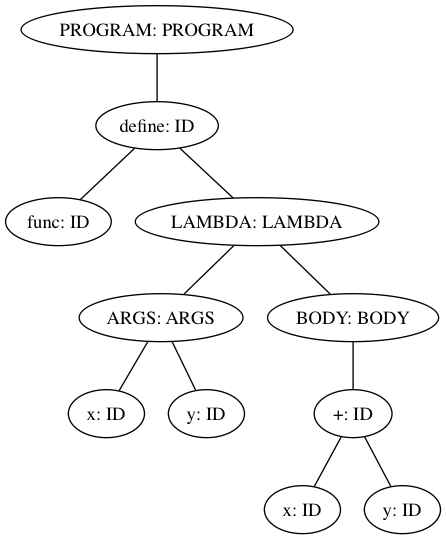 PROGRAM: PROGRAM
define: ID
func: ID
LAMBDA: LAMBDA
ARGS: ARGS
BODY: BODY
x: ID
y: ID
+: ID
x: ID
y: ID